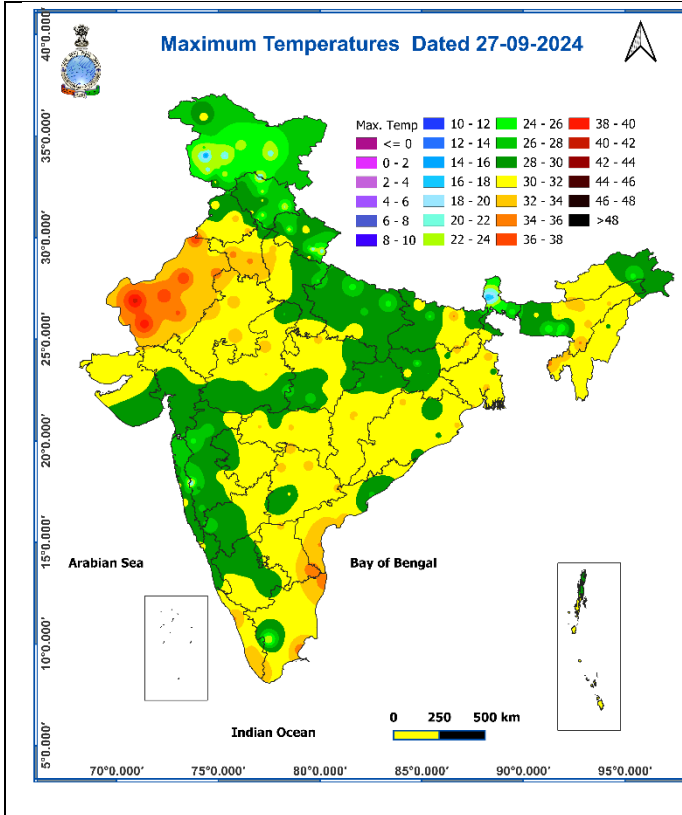 Maximum Temperatures Dated 27-09-2024
Max. Temp
<= 0
0 - 2
2 - 4
4 - 6
6 - 8
8 - 10
10 - 12
12 - 14
14 - 16
16 - 18
18 - 20
20 - 22
22 - 24
24 - 26
26 - 28
28 - 30
30 - 32
32 - 34
34 - 36
36 - 38
38 - 40
40 - 42
42 - 44
44 - 46
46 - 48
>48
40°0.000'
35°0.000'
30°0.000'
25°0.000'
20°0.000'
15°0.000'
10°0.000'
5°0.000'
Arabian Sea
Bay of Bengal
Indian Ocean
0 250 500 km
70°0.000' 75°0.000' 80°0.000' 85°0.000' 90°0.000' 95°0.000'